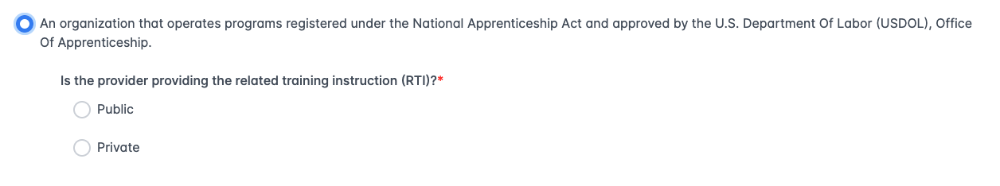 An organization that operates programs registered under the National Apprenticeship Act and approved by the U.S. Department Of Labor (USDOL), Office
Of Apprenticeship.
Is the provider providing the related training instruction (RTI)?*
Public
Private